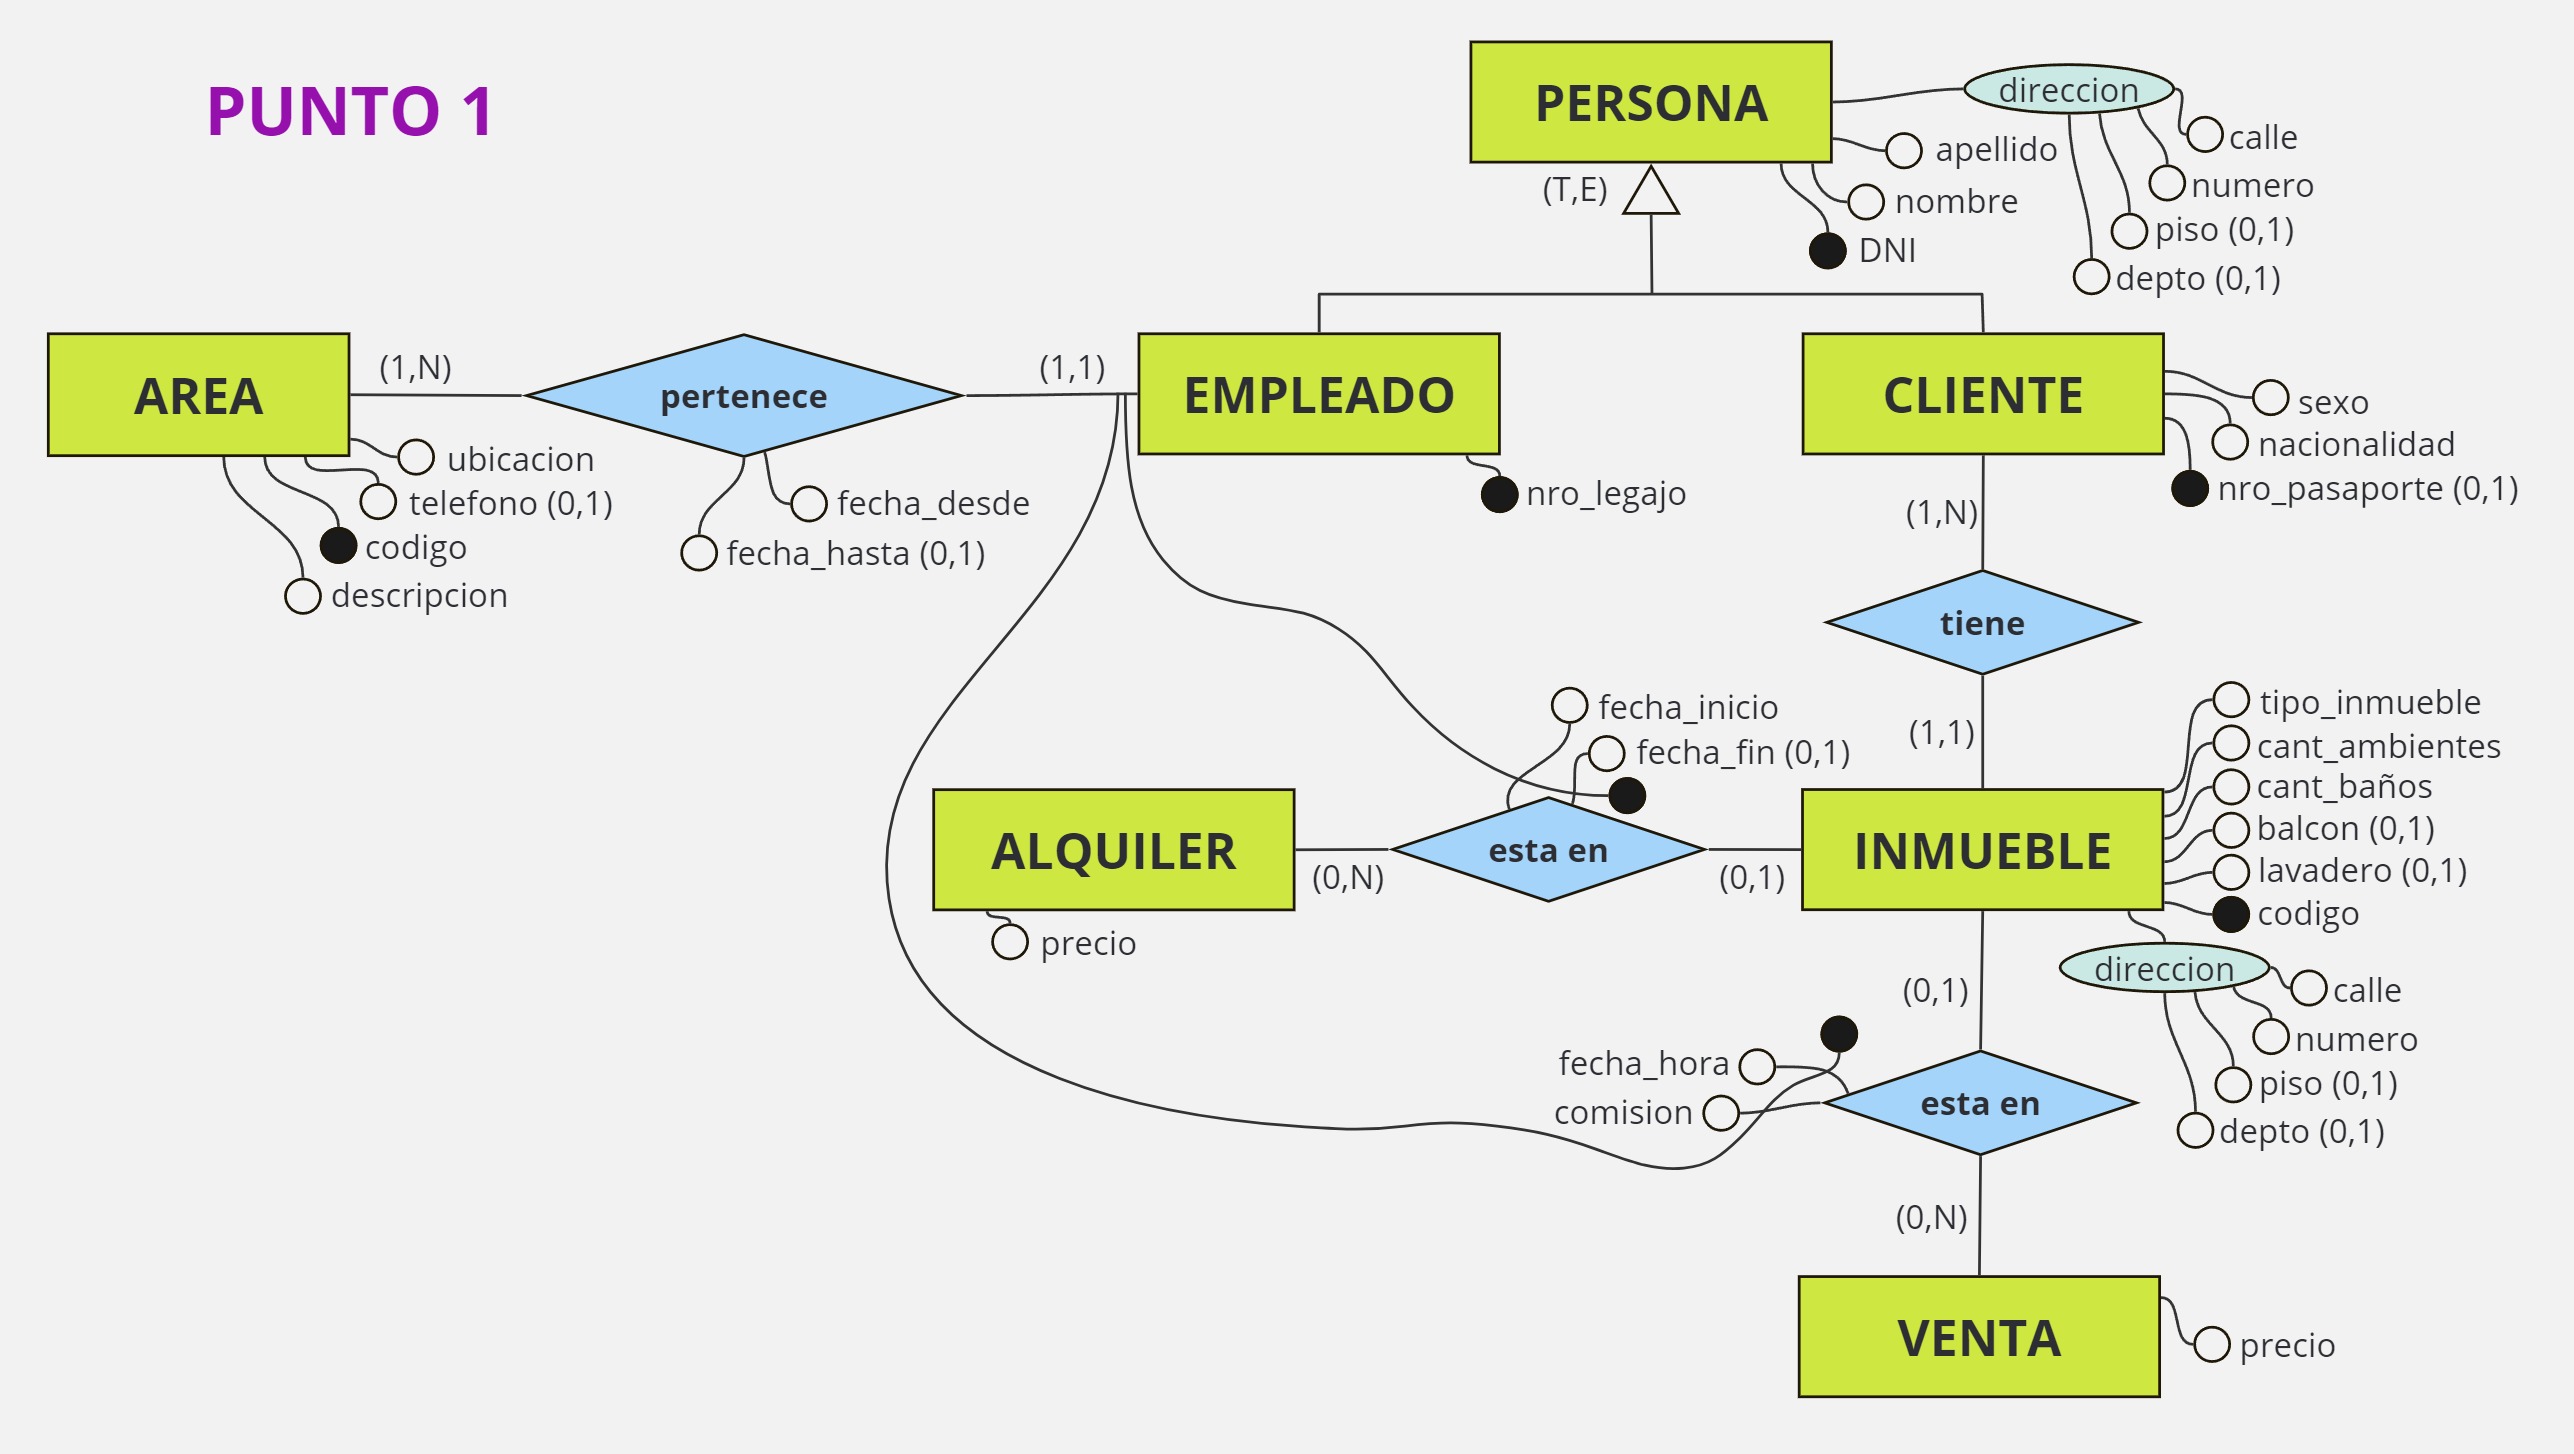 PUNTO 1
PERSONA
direccion
calle
numero
piso (0,1)
depto (0,1)
apellido
nombre
DNI
(T,E)
AREA
(1,N)
pertenece
(1,1)
EMPLEADO
CLIENTE
sexo
nacionalidad
nro_pasaporte (0,1)
ubicacion
telefono (0,1)
codigo
descripcion
fecha_desde
fecha_hasta (0,1)
nro_legajo
(1,N)
tiene
(1,1)
fecha_inicio
fecha_fin (0,1)
ALQUILER
(0,N)
esta en
(0,1)
INMUEBLE
tipo_inmueble
cant_ambientes
cant_baños
balcon (0,1)
lavadero (0,1)
codigo
precio
direccion
calle
numero
piso (0,1)
depto (0,1)
(0,1)
fecha_hora
comision
esta en
(0,N)
VENTA
precio